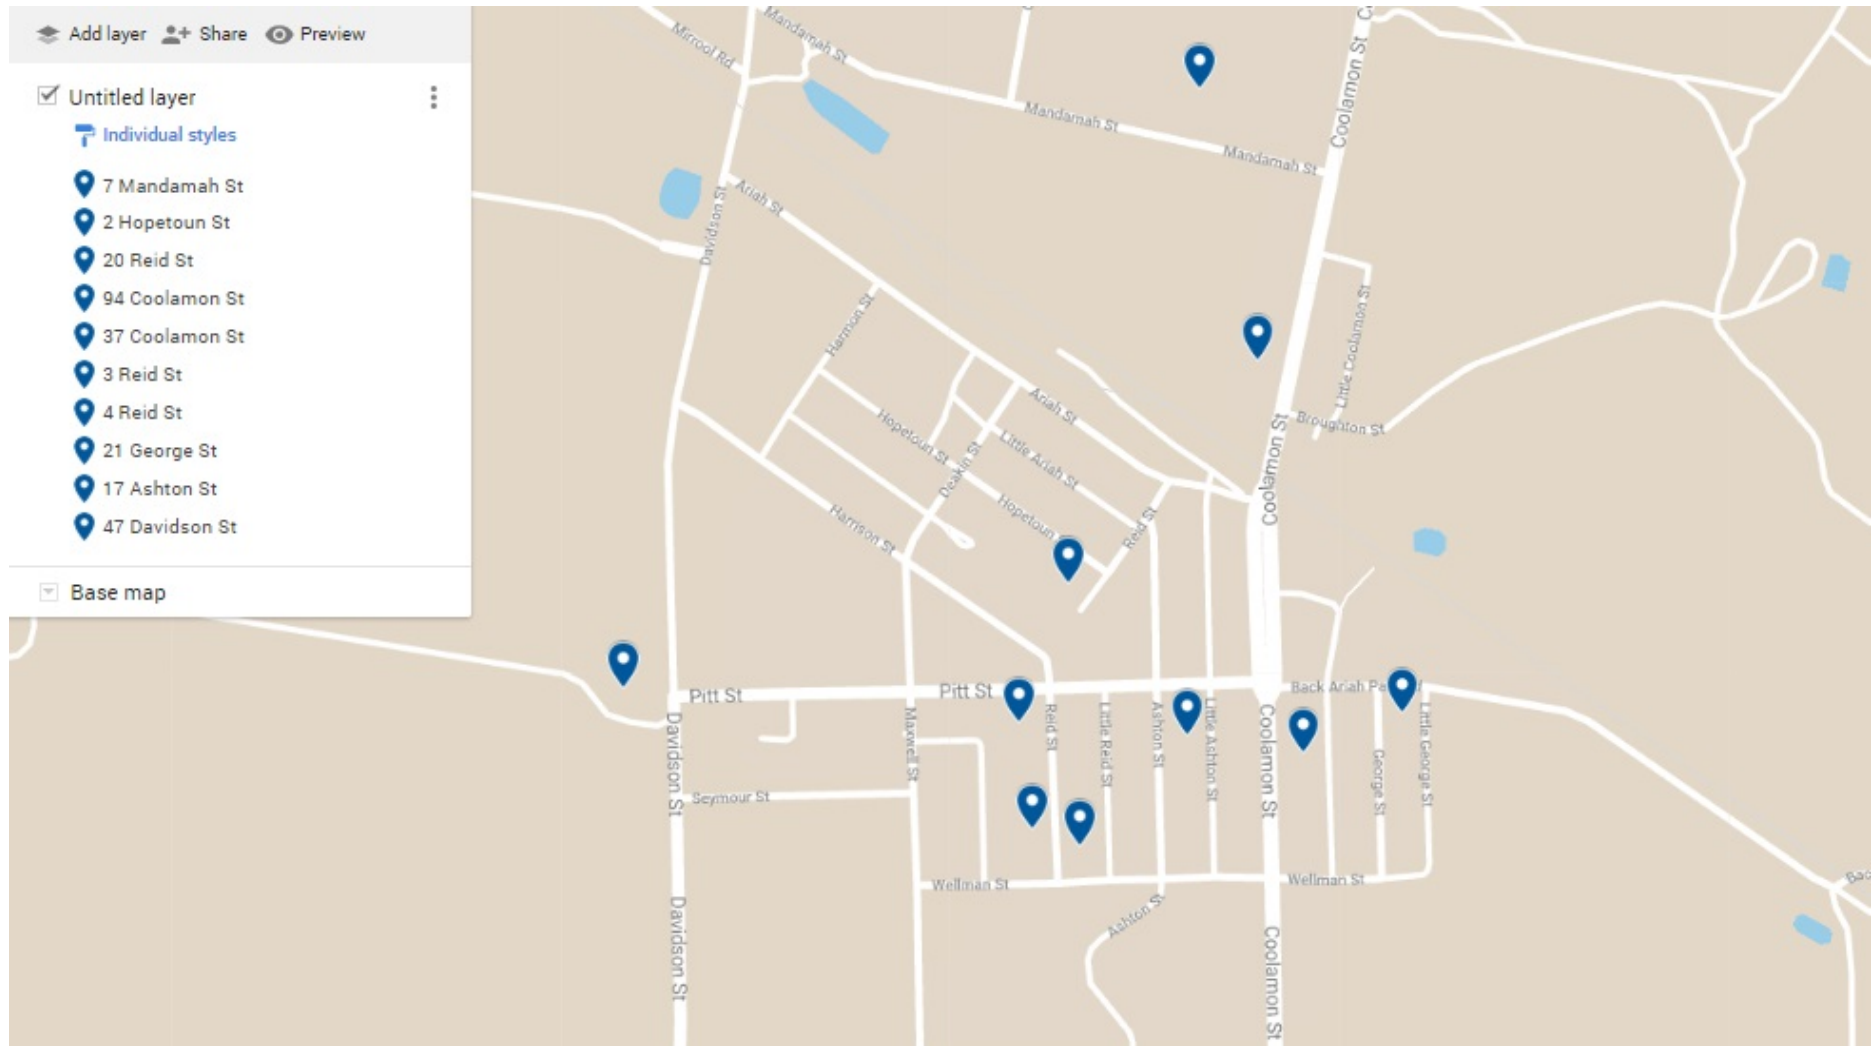 Add layer Share Preview
Untitled layer
Individual styles
7 Mandamah St
2 Hopetoun St
20 Reid St
94 Coolamon St
37 Coolamon St
3 Reid St
4 Reid St
21 George St
17 Ashton St
47 Davidson St
Base map
Mirrool Rd
Mandamah St
Mandamah St
Mandamah St
Coolamon St
Davidson St
Ariah St
Harmon St
Little Coolamon St
Ariah St
Broughton St
Hopetoun St
Little Ariah St
Deakin St
Coolamon St
Hopetoun
Reid St
Harrison St
Pitt St
Pitt St
Back Ariah
Davidson St
Maxwell St
Reid St
Little Reid St
Ashton St
Little Ashton St
Coolamon St
George St
Little George St
Seymour St
Wellman St
Wellman St
Ashton St
Davidson St
Coolamon St
Bac